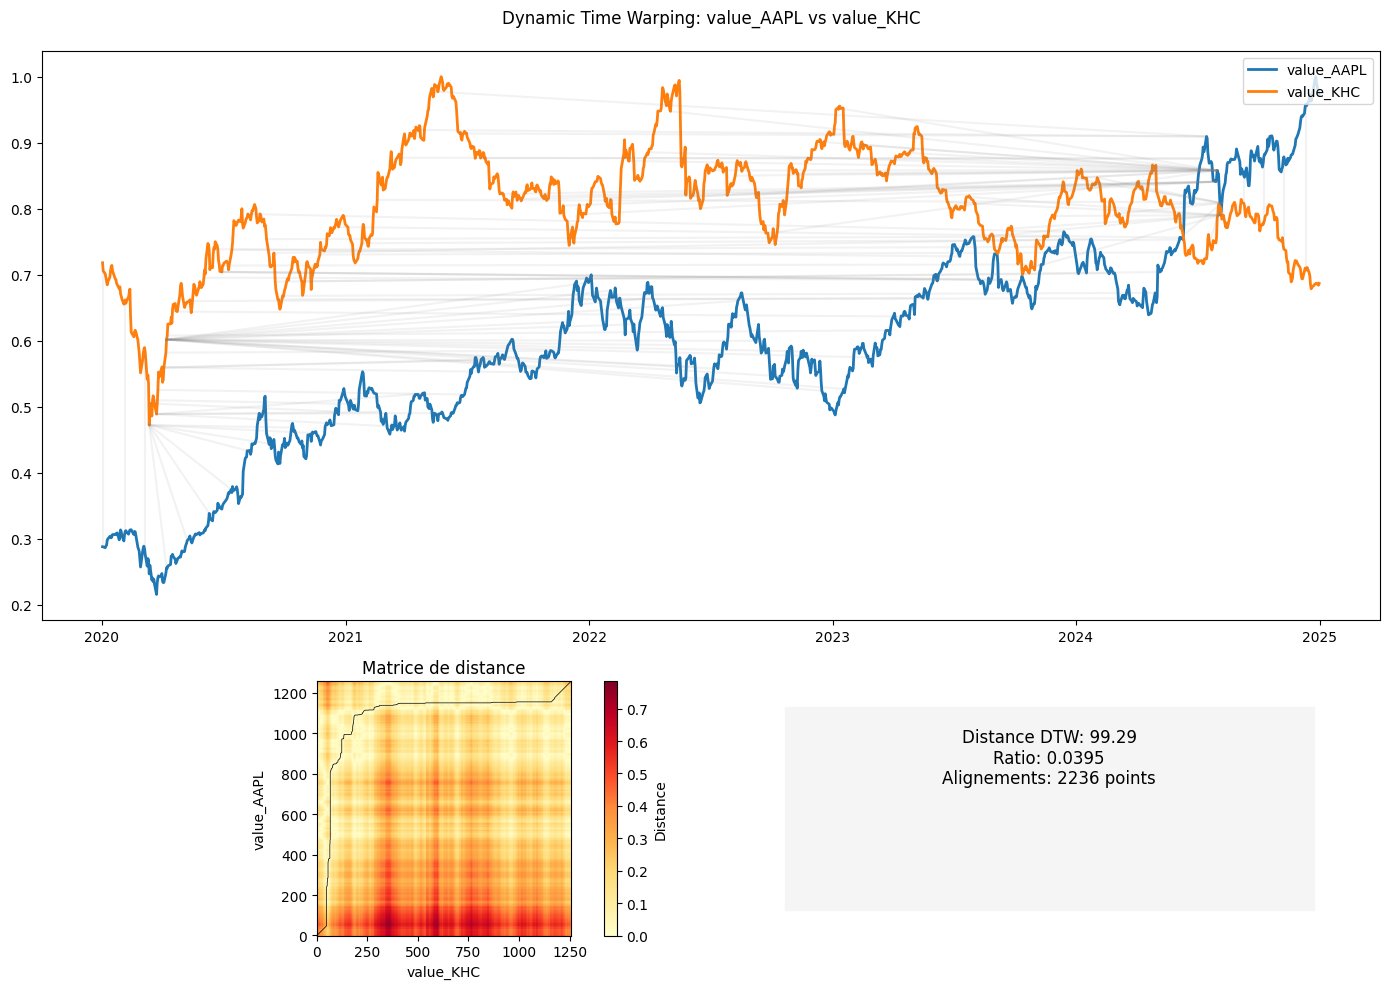 Dynamic Time Warping: value_AAPL vs value_KHC
1.0
0.9
0.8
0.7
0.6
0.5
0.4
0.3
0.2
value_AAPL
value_KHC
2020 2021 2022 2023 2024 2025
Matrice de distance
value_AAPL
1200
1000
800
600
400
200
0
0 250 500 750 1000 1250
value_KHC
0.7
0.6
0.5
0.4
0.3
0.2
0.1
0.0
Distance
Distance DTW: 99.29
Ratio: 0.0395
Alignements: 2236 points